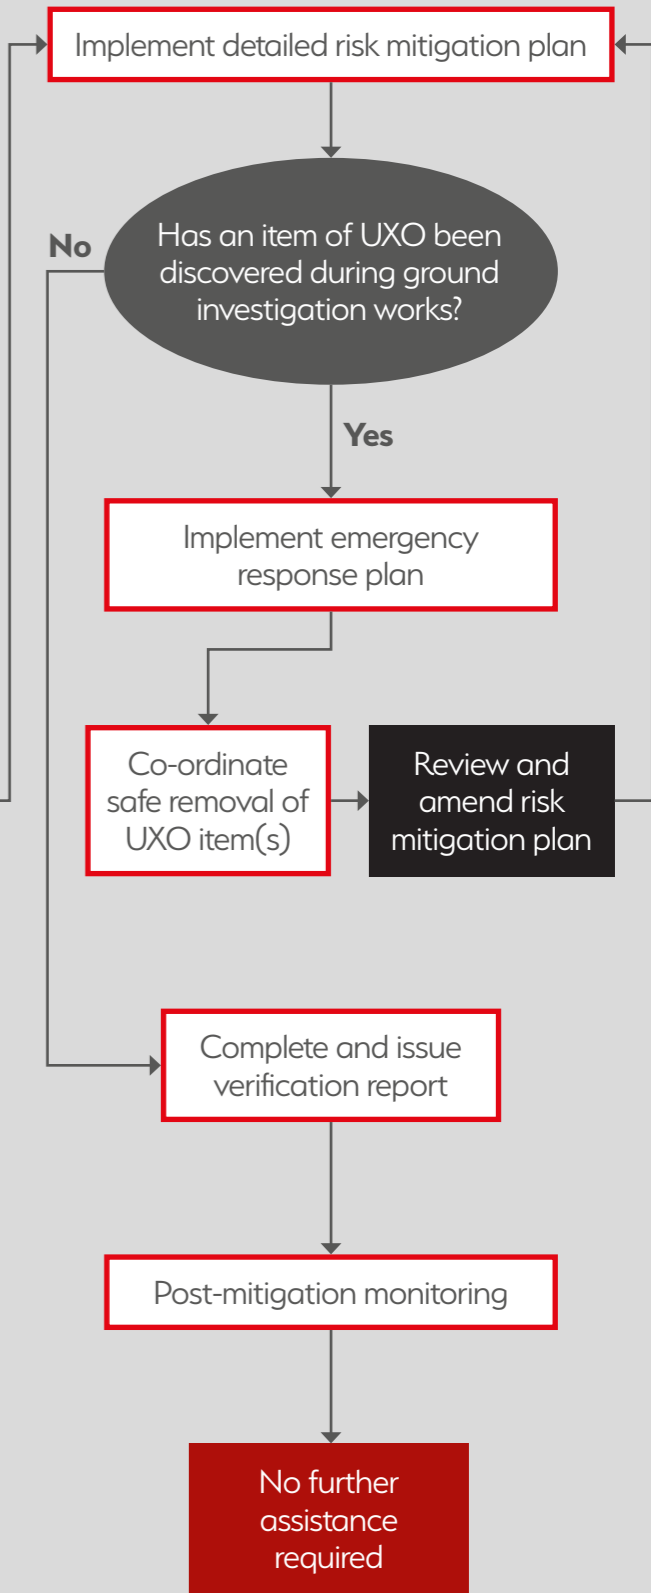 Implement detailed risk mitigation plan
Has an item of UXO been
discovered during ground
investigation works?
No
Yes
Implement emergency
response plan
Co-ordinate
safe removal of
UXO item(s)
Review and
amend risk
mitigation plan
Complete and issue
verification report
Post-mitigation monitoring
No further
assistance
required